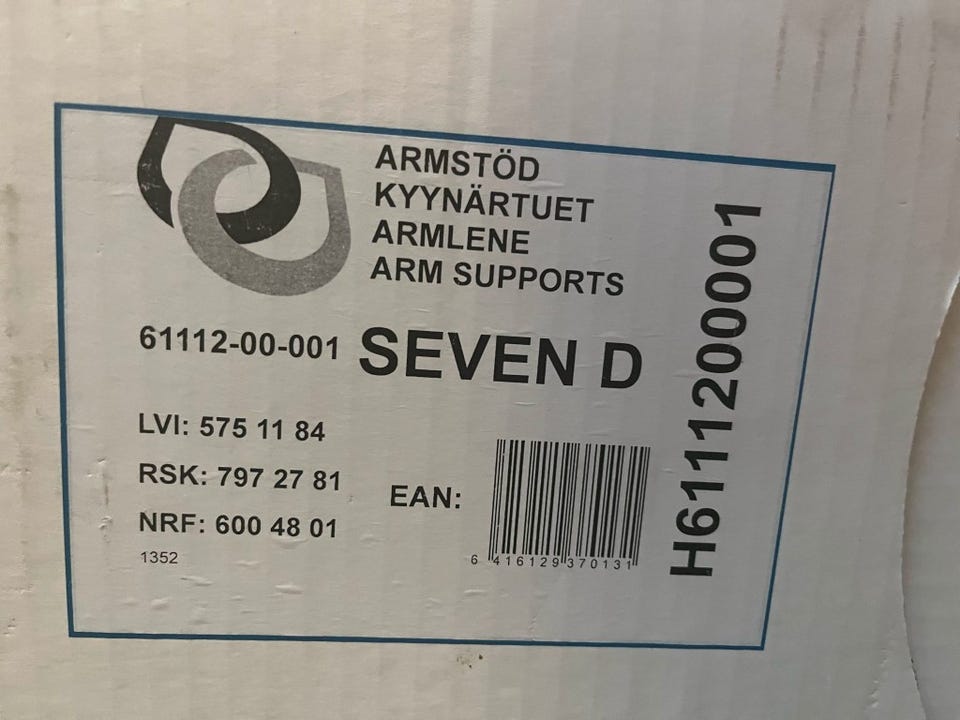 ARMSTÖD
KYYNÄRTUET
ARMLENE
ARM SUPPORTS
61112-00-001 SEVEN D
LVI: 575 11 84
RSK: 797 27 81
NRF: 600 48 01
1352
EAN:
6 416129 370131
H611120001